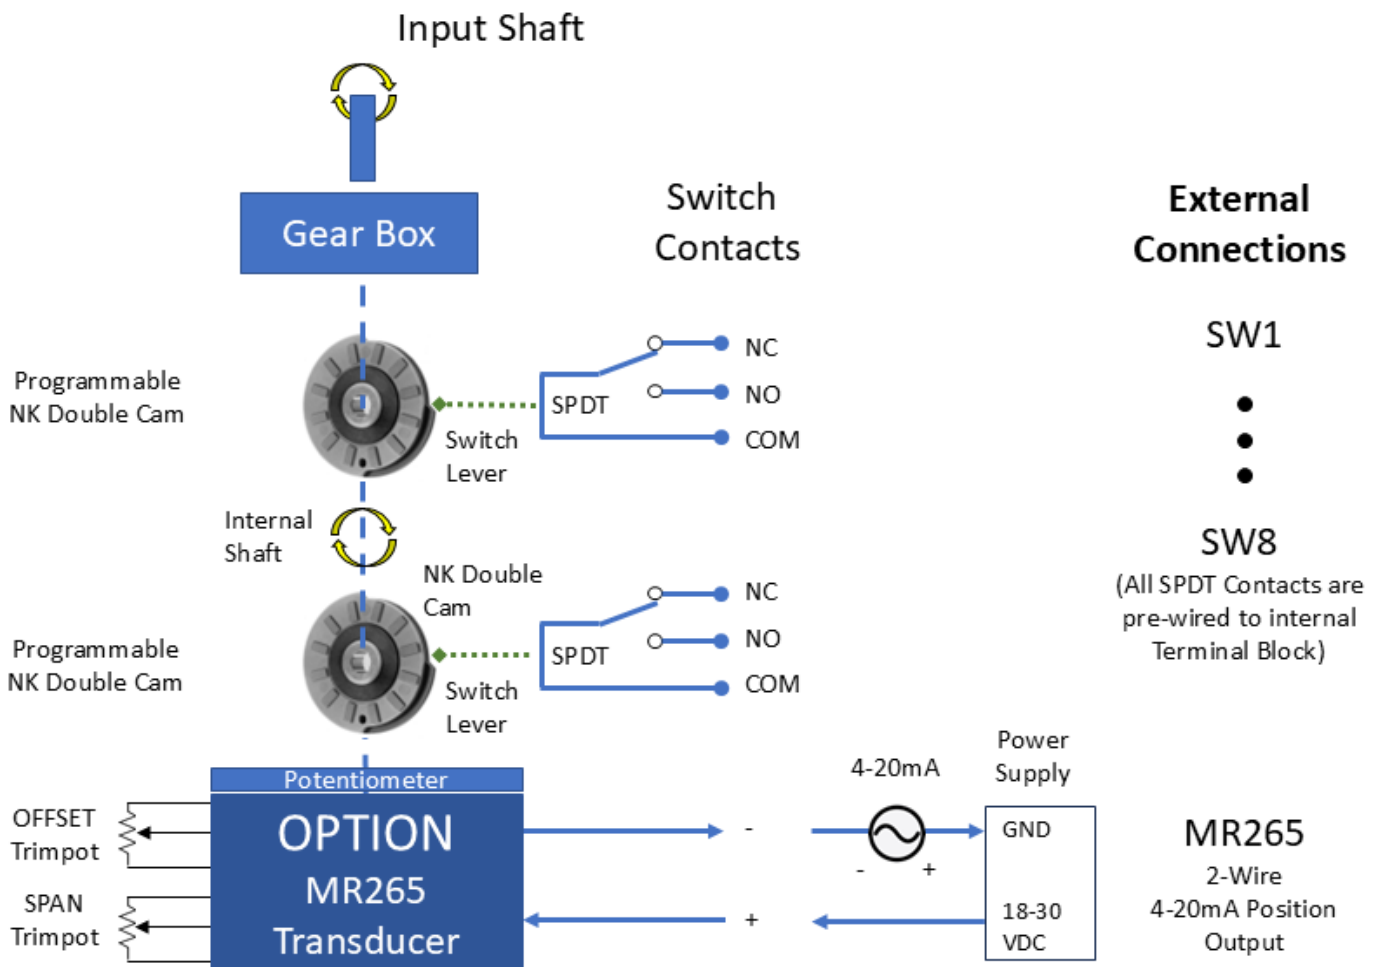 Input Shaft
Gear Box
Switch
Contacts
External
Connections
Programmable
NK Double Cam
Switch
Lever
SPDT
NC
NO
COM
SW1
Internal
Shaft
SW8
(All SPDT Contacts are
pre-wired to internal
Terminal Block)
NK Double
Cam
Programmable
NK Double Cam
Switch
Lever
SPDT
NC
NO
COM
Potentiometer
OPTION
MR265
Transducer
OFFSET
Trimpot
SPAN
Trimpot
-
+
4-20mA
- +
Power
Supply
GND
18-30
VDC
MR265
2-Wire
4-20mA Position
Output